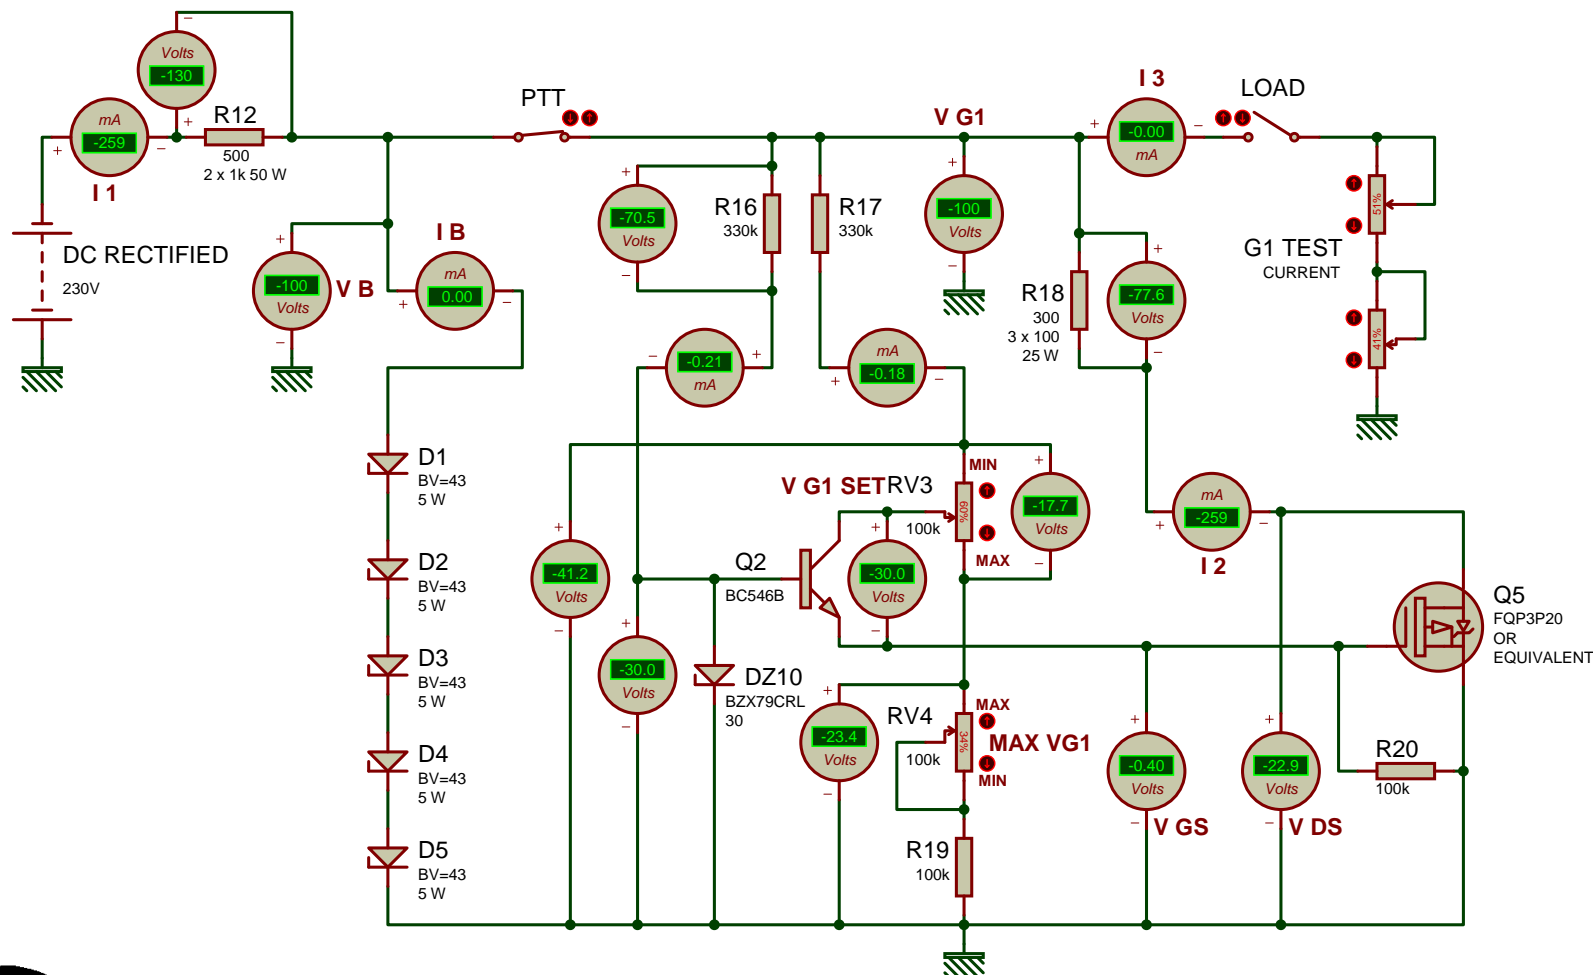 Volts
-130
mA
-259
I 1
R12
500
2 x 1k 50 W
PTT
V G1
I 3
-0.00
mA
LOAD
DC RECTIFIED
230V
-100
Volts
V B
I B
mA
0.00
-70.5
Volts
R16
330k
R17
330k
-100
Volts
R18
300
3 x 100
25 W
-77.6
Volts
51%
G1 TEST
CURRENT
41%
-0.21
mA
mA
-0.18
D1
BV=43
5 W
D2
BV=43
5 W
D3
BV=43
5 W
D4
BV=43
5 W
D5
BV=43
5 W
-41.2
Volts
-30.0
Volts
V G1 SET
RV3
100k
60%
MIN
MAX
-17.7
Volts
Q2
BC546B
-30.0
Volts
mA
-259
I 2
DZ10
BZX79CRL
30
-23.4
Volts
RV4
100k
34%
MAX
MAX VG1
MIN
R19
100k
-0.40
Volts
V GS
-22.9
Volts
V DS
Q5
FQP3P20
OR
EQUIVALENT
R20
100k